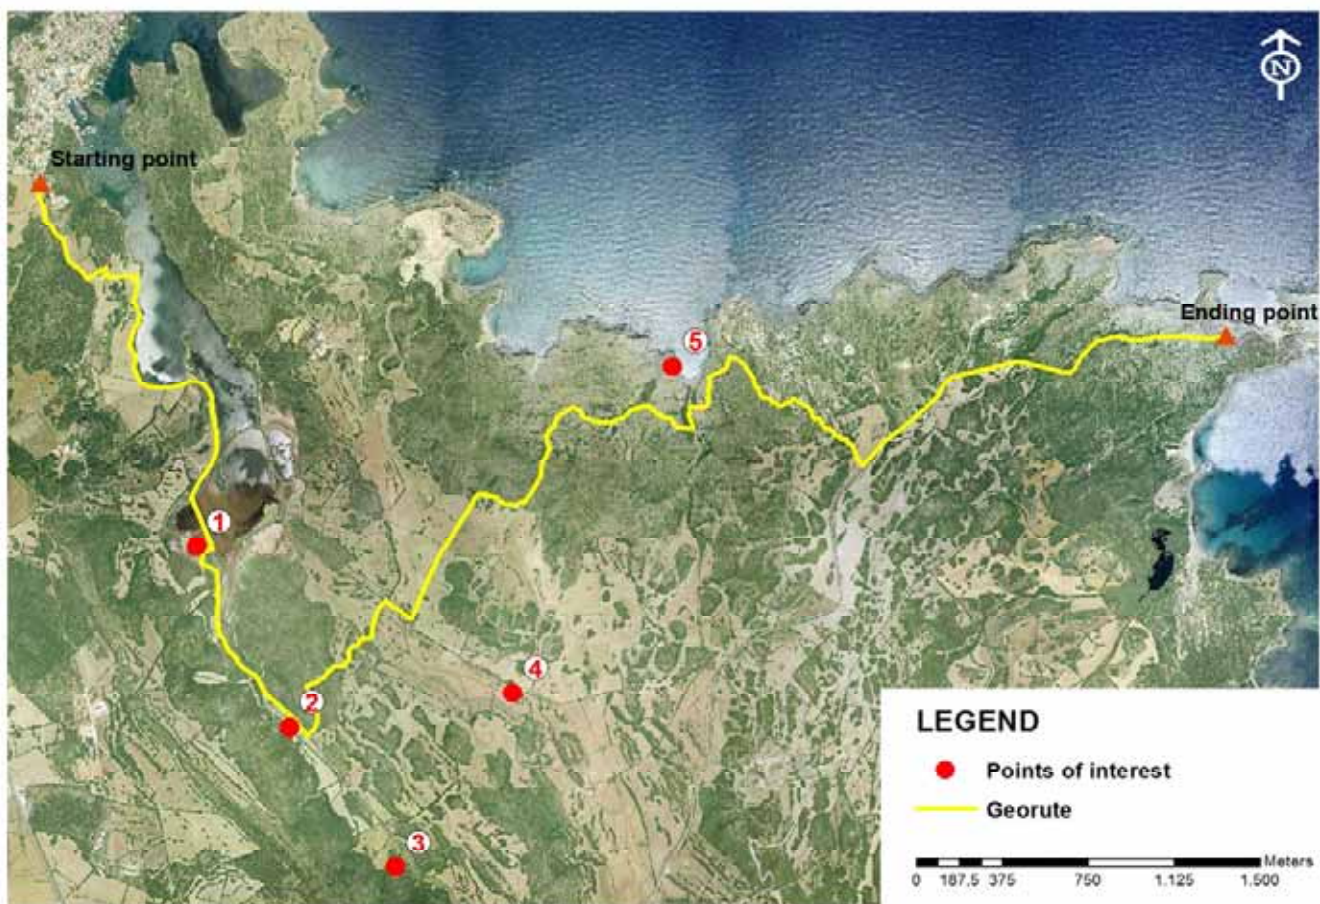 N
Starting point
Ending point
5
1
4
2
3
LEGEND
Points of interest
Georute
Meters
0 187,5 375 750 1.125 1.500